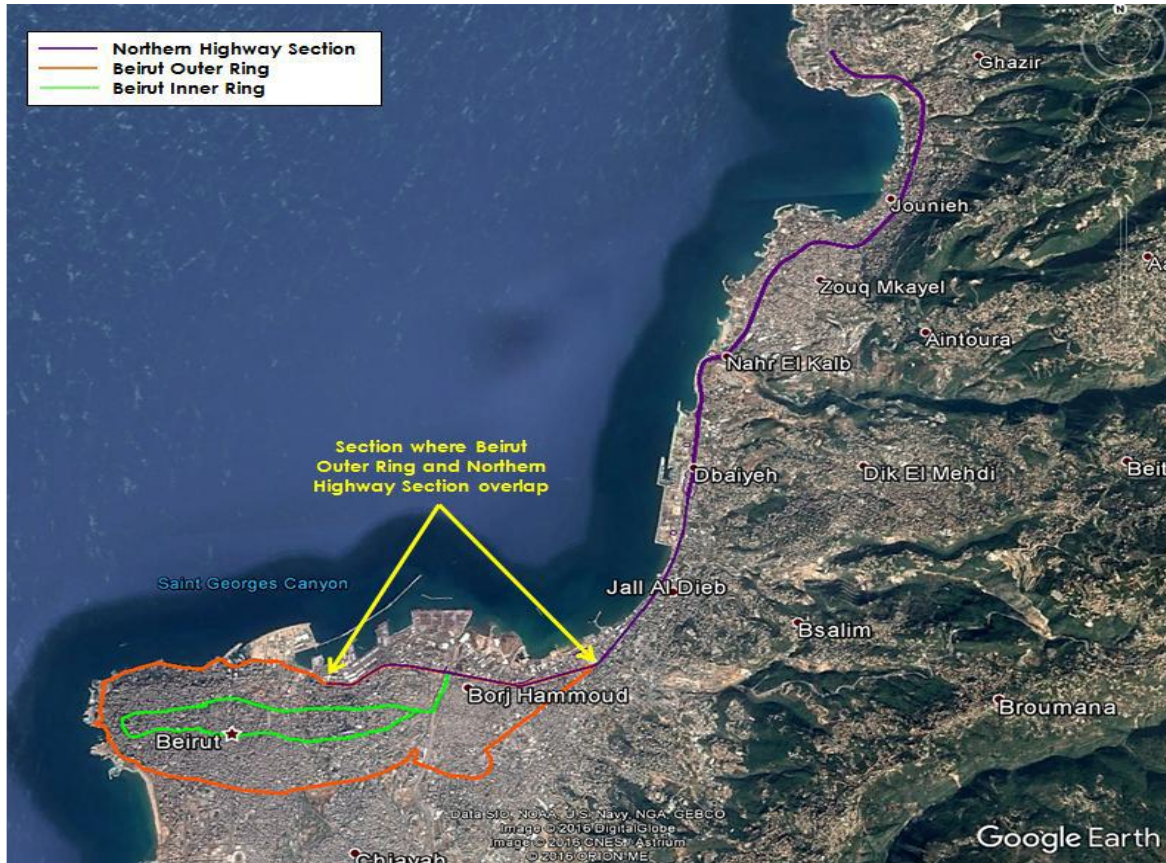 Northern Highway Section
Beirut Outer Ring
Beirut Inner Ring
N
Ghazir
Jounieh
Zouq Mkayel
Aintoura
Nahr El Kalb
Section where Beirut
Outer Ring and Northern
Highway Section overlap
Dbaiyeh
Dik El Mehdi
Saint Georges Canyon
Jall Al Dieb
Bsalim
Borj Hammoud
Broumana
Beirut
Data SIO, NOAA, U.S. Navy, NGA, GEBCO
Image © 2016 DigitalGlobe
Image © 2016 CNES / Astrium
© 2016 ORION-ME
Google Earth